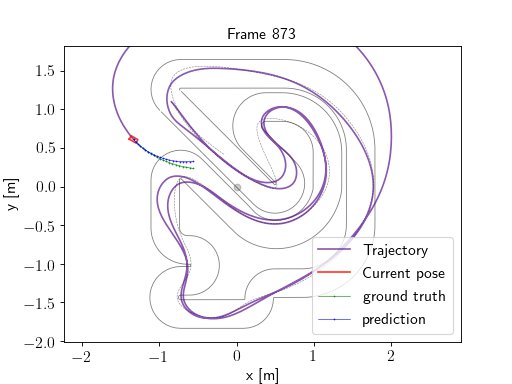 Frame 873
1.5
1.0
0.5
0.0
−0.5
−1.0
−1.5
−2.0
y [m]
−2
−1
0
1
2
x [m]
Trajectory
Current pose
ground truth
prediction